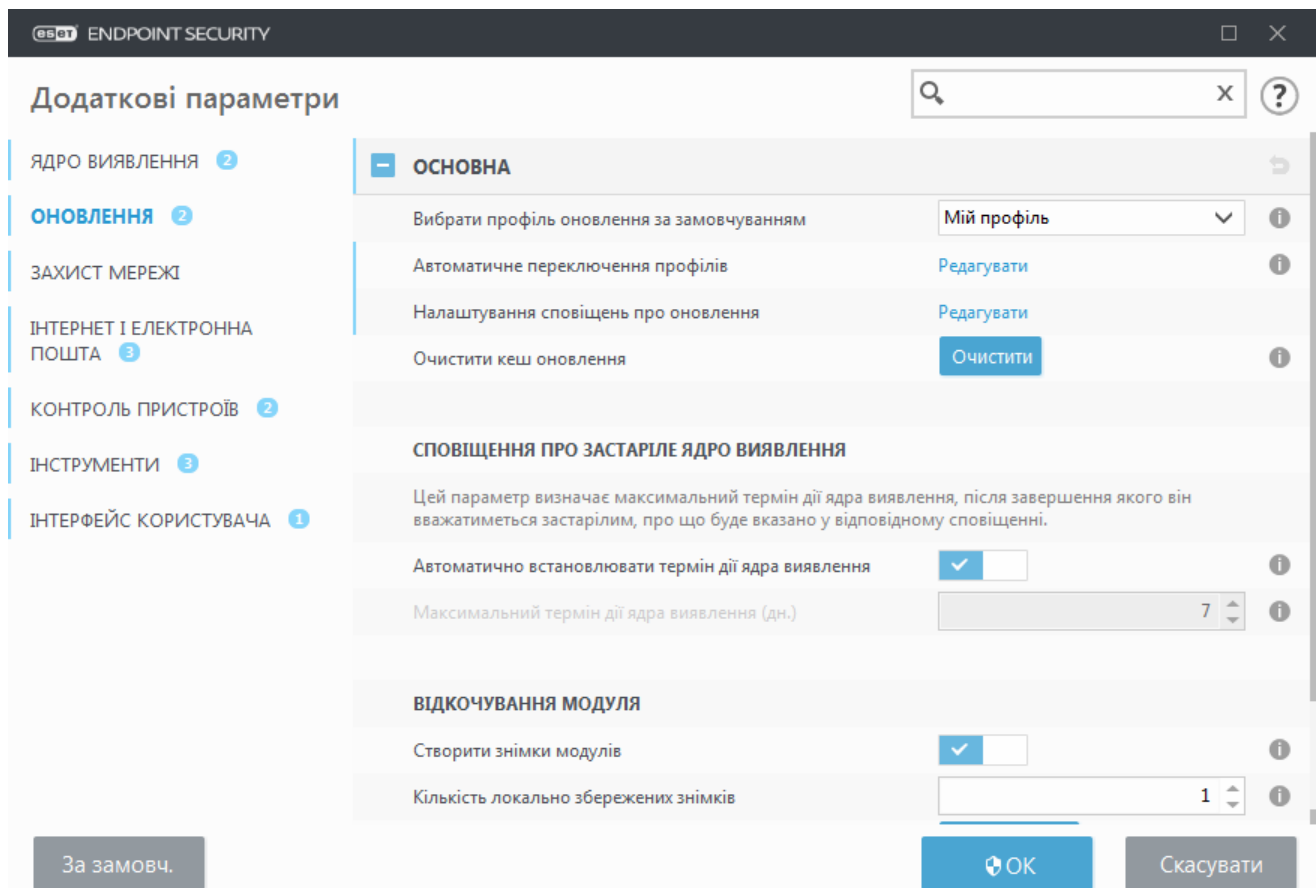 eset ENDPOINT SECURITY
Додаткові параметри
x
?
ЯДРО ВИЯВЛЕННЯ 2
ОНОВЛЕННЯ 2
ЗАХИСТ МЕРЕЖІ
ІНТЕРНЕТ І ЕЛЕКТРОННА
ПОШТА 3
КОНТРОЛЬ ПРИСТРОЇВ 2
ІНСТРУМЕНТИ 3
ІНТЕРФЕЙС КОРИСТУВАЧА 1
ОСНОВНА
Вибрати профіль оновлення за замовчуванням Мій профіль
Автоматичне переключення профілів Редагувати
Налаштування сповіщень про оновлення Редагувати
Очистити кеш оновлення Очистити
СПОВІЩЕННЯ ПРО ЗАСТАРІЛЕ ЯДРО ВИЯВЛЕННЯ
Цей параметр визначає максимальний термін дії ядра виявлення, після завершення якого він
вважатиметься застарілим, про що буде вказано у відповідному сповіщенні.
Автоматично встановлювати термін дії ядра виявлення
Максимальний термін дії ядра виявлення (дн.) 7
ВІДКОЧУВАННЯ МОДУЛЯ
Створити знімки модулів
Кількість локально збережених знімків 1
За замовч.
ОК
Скасувати